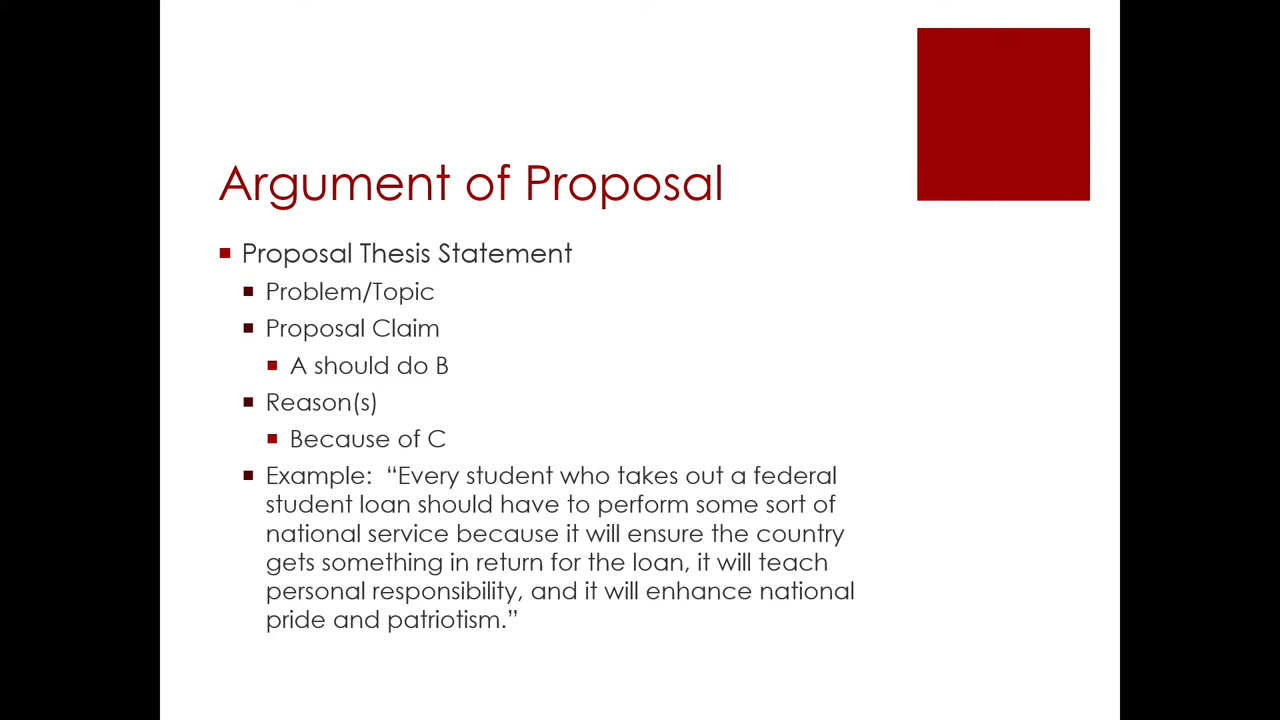 Argument of Proposal
Proposal Thesis Statement
Problem/Topic
Proposal Claim
A should do B
Reason(s)
Because of C
Example:  “Every student who takes out a federal
student loan should have to perform some sort of
national service because it will ensure the country
gets something in return for the loan, it will teach
personal responsibility, and it will enhance national
pride and patriotism.”